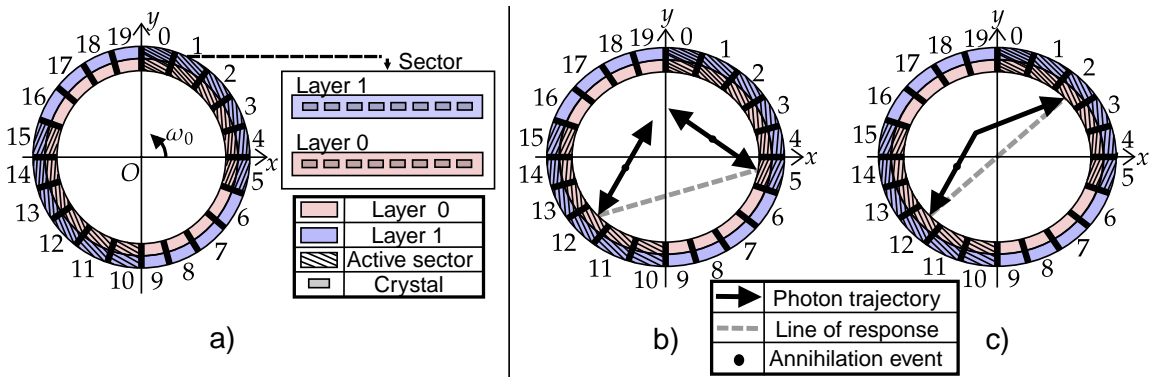 y
19 0
18 1
17 2
16 3
15 4
14 5
13 6
12 7
11 10 9 8
ω0
O
x
Sector
Layer 1
Layer 0
Layer 0
Layer 1
Active sector
Crystal
a)
y
19 0
18 1
17 2
16 3
15 4
14 5
13 6
12 7
11 10 9 8
x
b)
y
19 0
18 1
17 2
16 3
15 4
14 5
13 6
12 7
11 10 9 8
x
c)
Photon trajectory
Line of response
Annihilation event